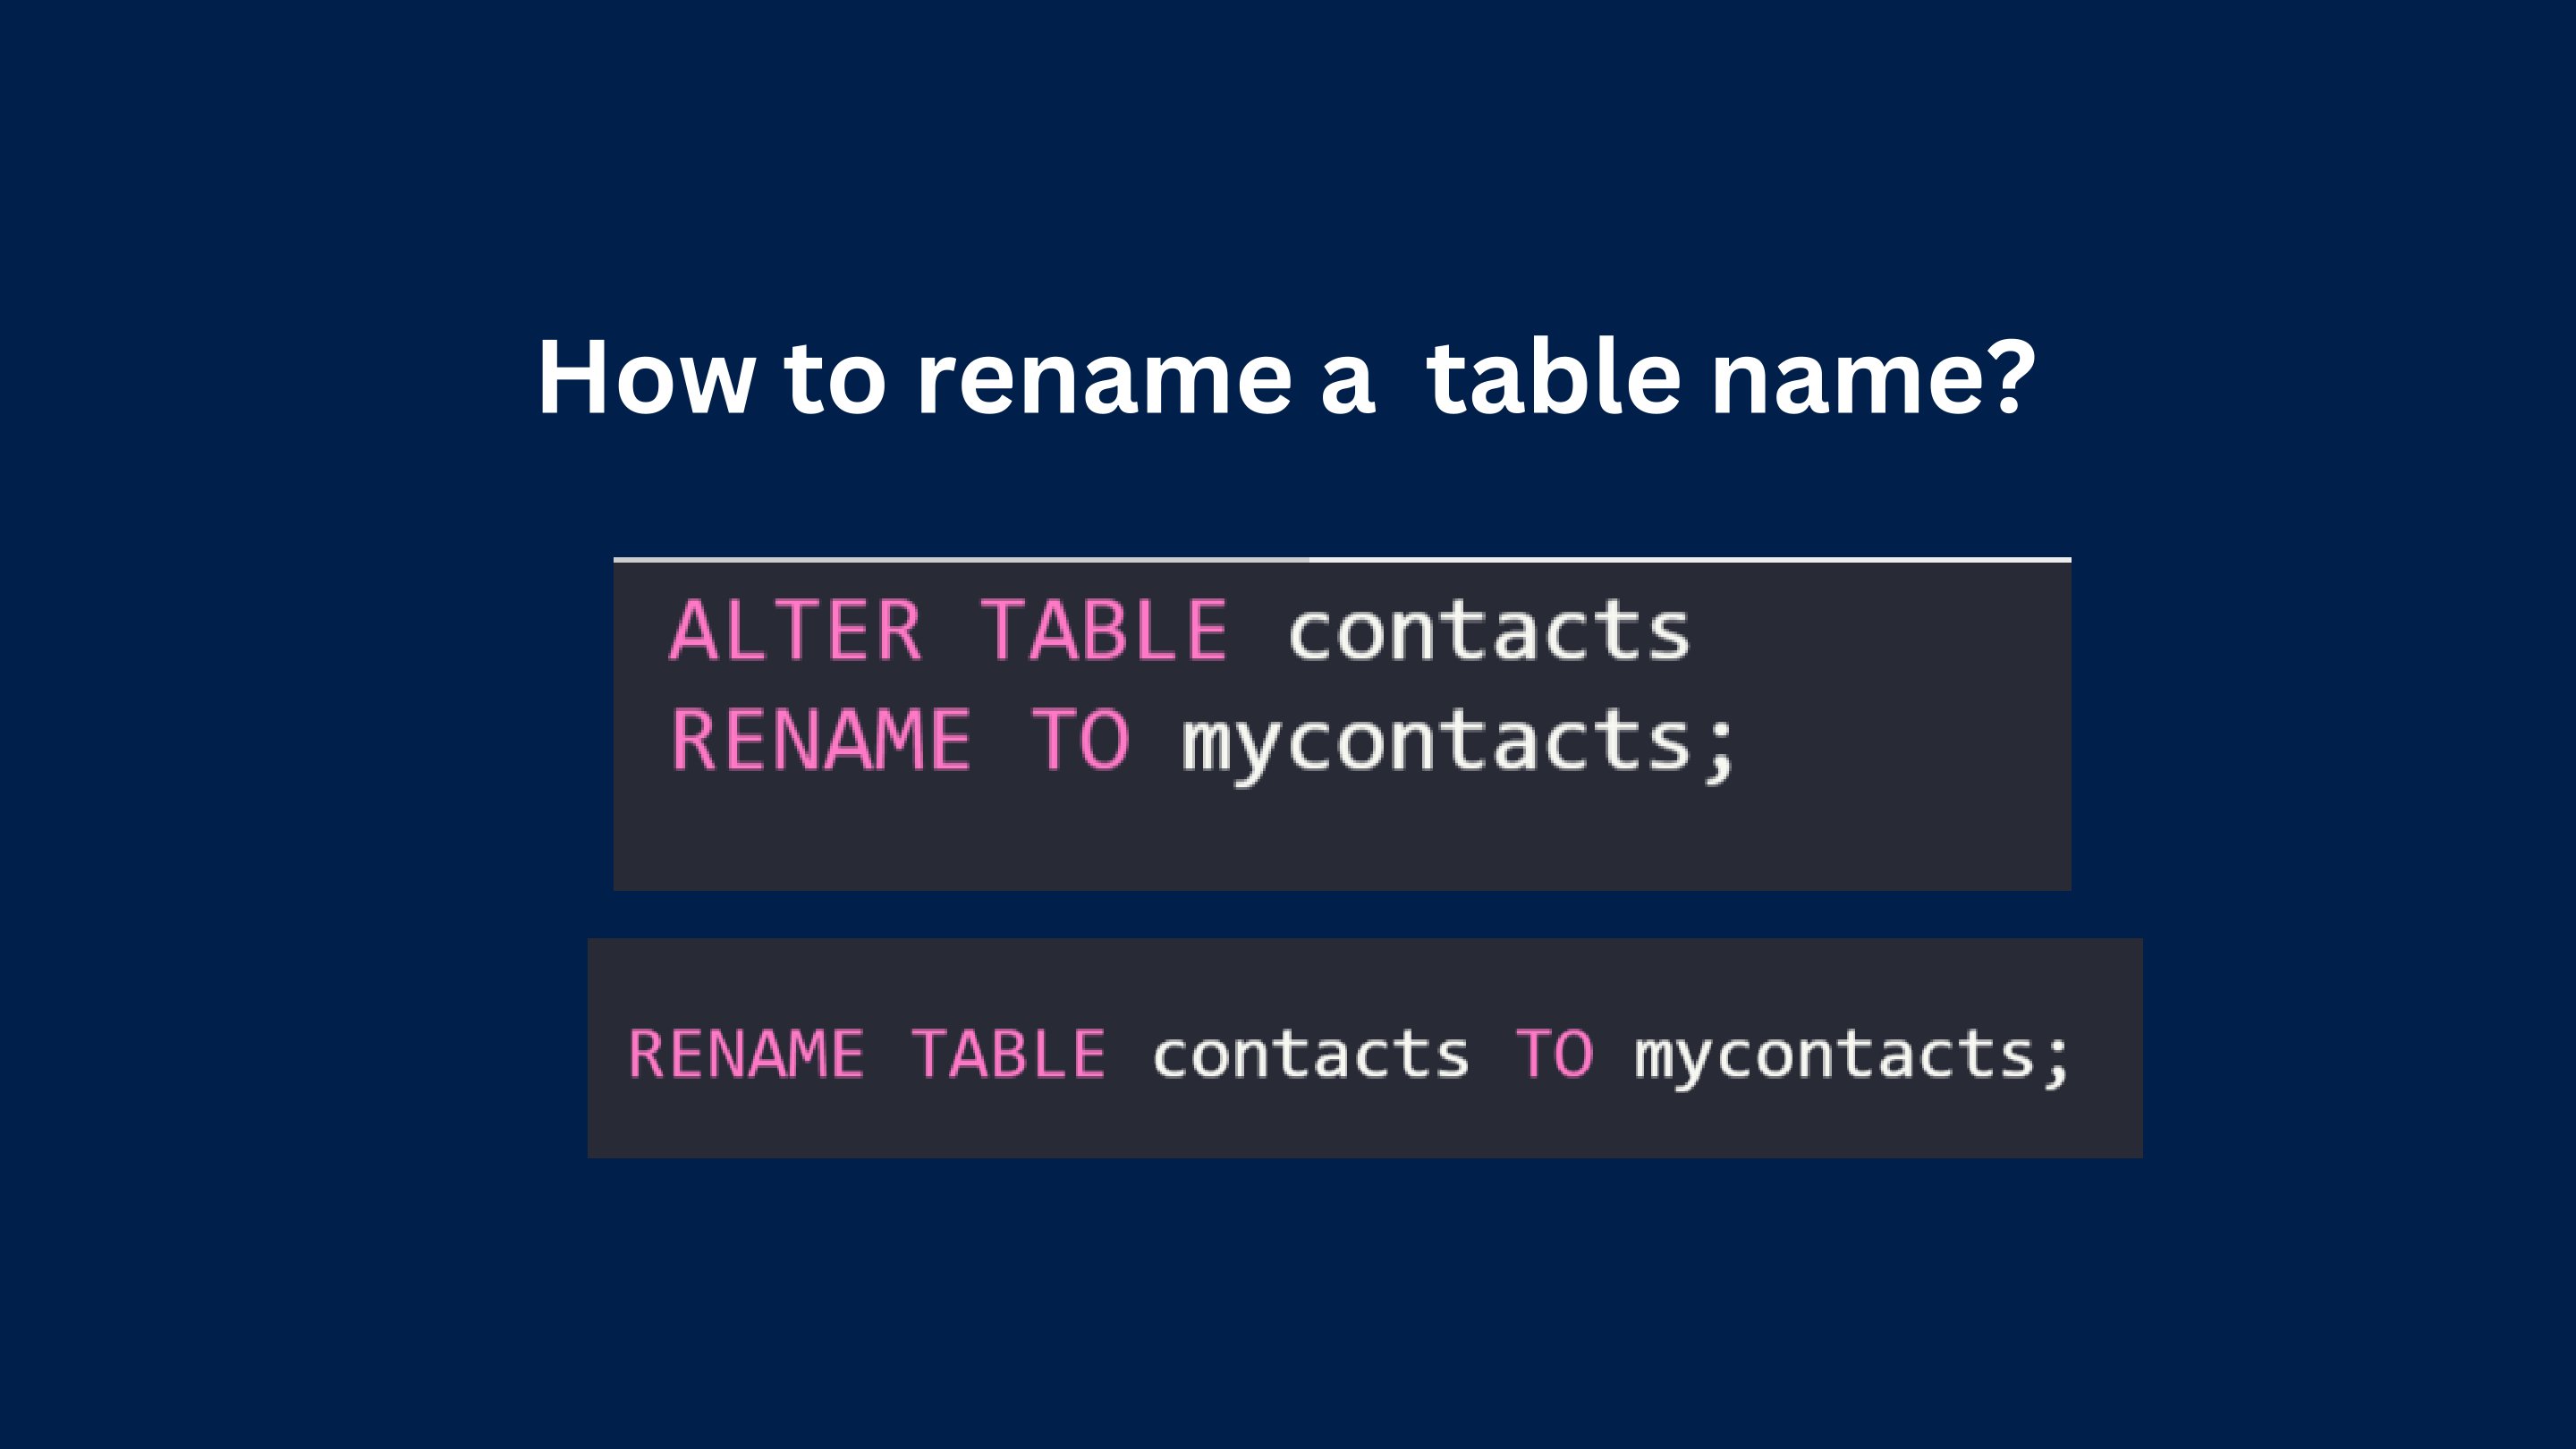 How to rename a  table name?
ALTER TABLE contacts
RENAME TO mycontacts;
RENAME TABLE contacts TO mycontacts;